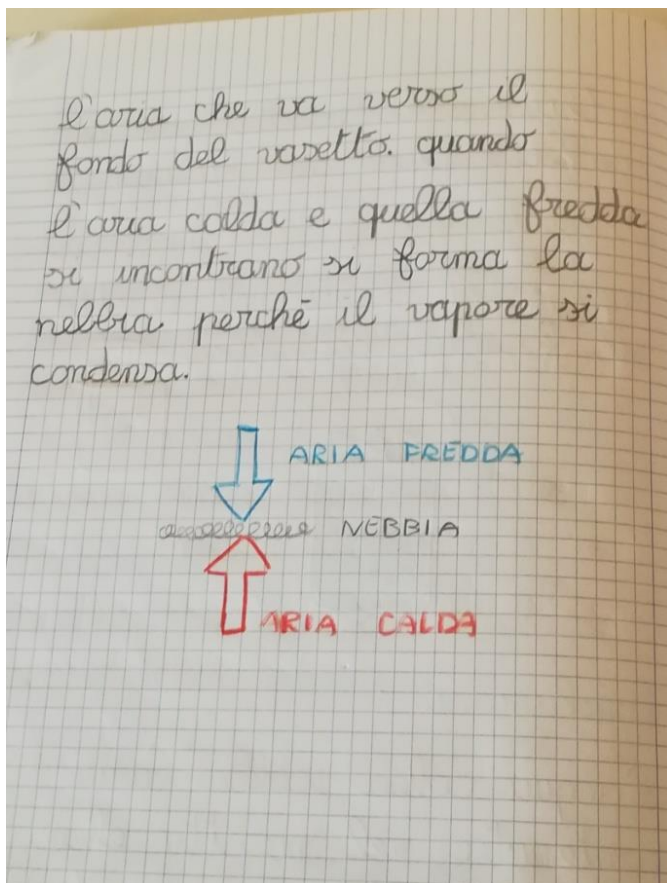 l'aria che va verso il
fondo del vasetto. quando
l'aria calda e quella fredda
si incontrano si forma la
nebbia perché il vapore si
condensa.
ARIA FREDDA
NEBBIA
ARIA CALDA